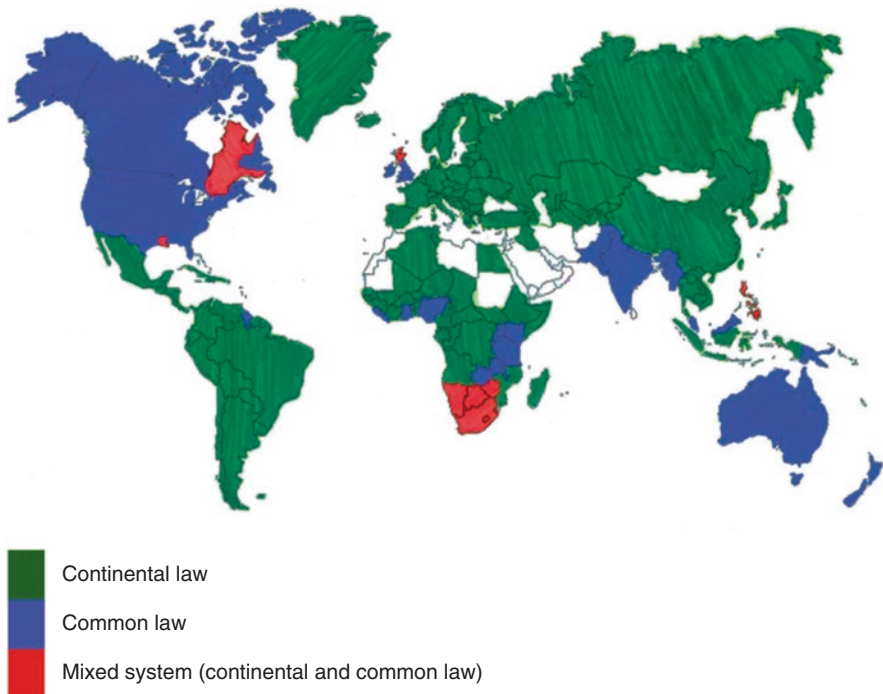 Continental law
Common law
Mixed system (continental and common law)